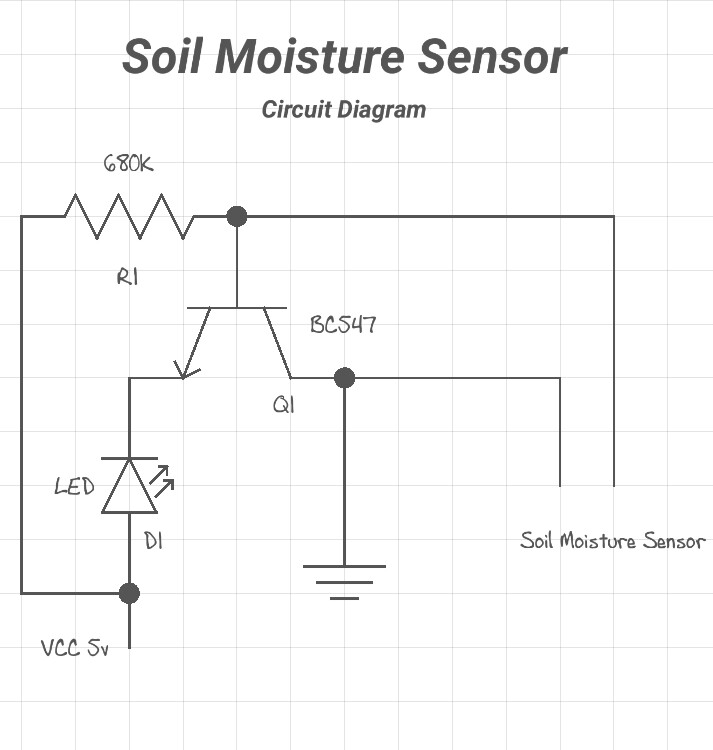 Soil Moisture Sensor
Circuit Diagram
680K
R1
BC547
Q1
LED
D1
Soil Moisture Sensor
VCC 5v